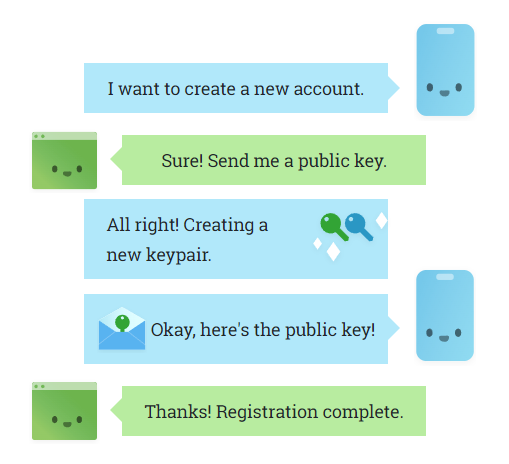 I want to create a new account.
Sure! Send me a public key.
All right! Creating a
new keypair.
Okay, here's the public key!
Thanks! Registration complete.